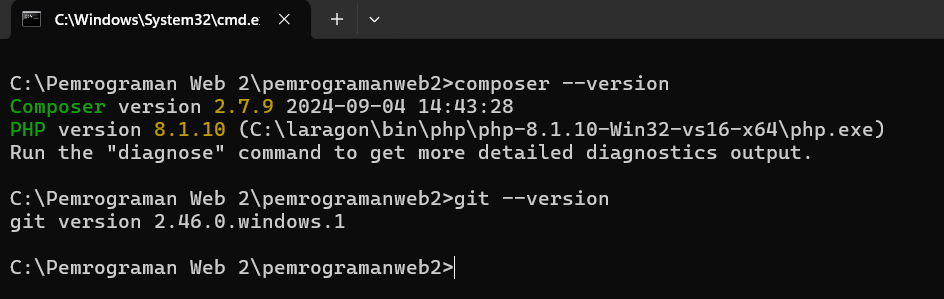 C:\Windows\System32\cmd.e
C:\Pemrograman Web 2\pemrogramanweb2>composer --version
Composer version 2.7.9 2024-09-04 14:43:28
PHP version 8.1.10 (C:\laragon\bin\php\php-8.1.10-Win32-vs16-x64\php.exe)
Run the "diagnose" command to get more detailed diagnostics output.
C:\Pemrograman Web 2\pemrogramanweb2>git --version
git version 2.46.0.windows.1
C:\Pemrograman Web 2\pemrogramanweb2>